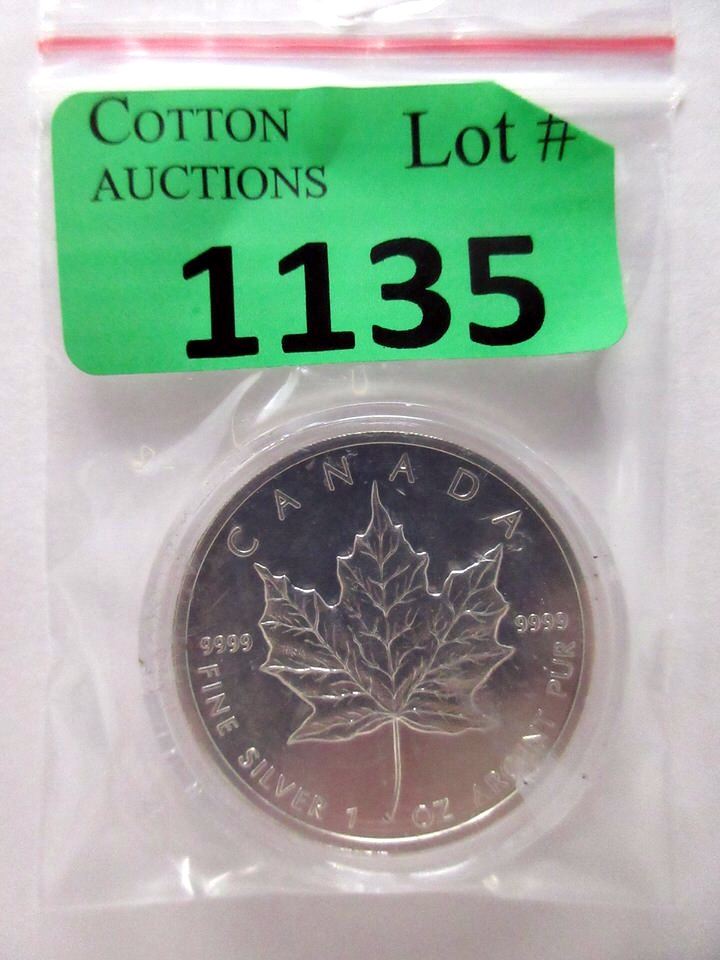 COTTON
AUCTIONS
Lot #
1135
CANADA
9999
9999
FINE SILVER 1 OZ ARGENT PUR